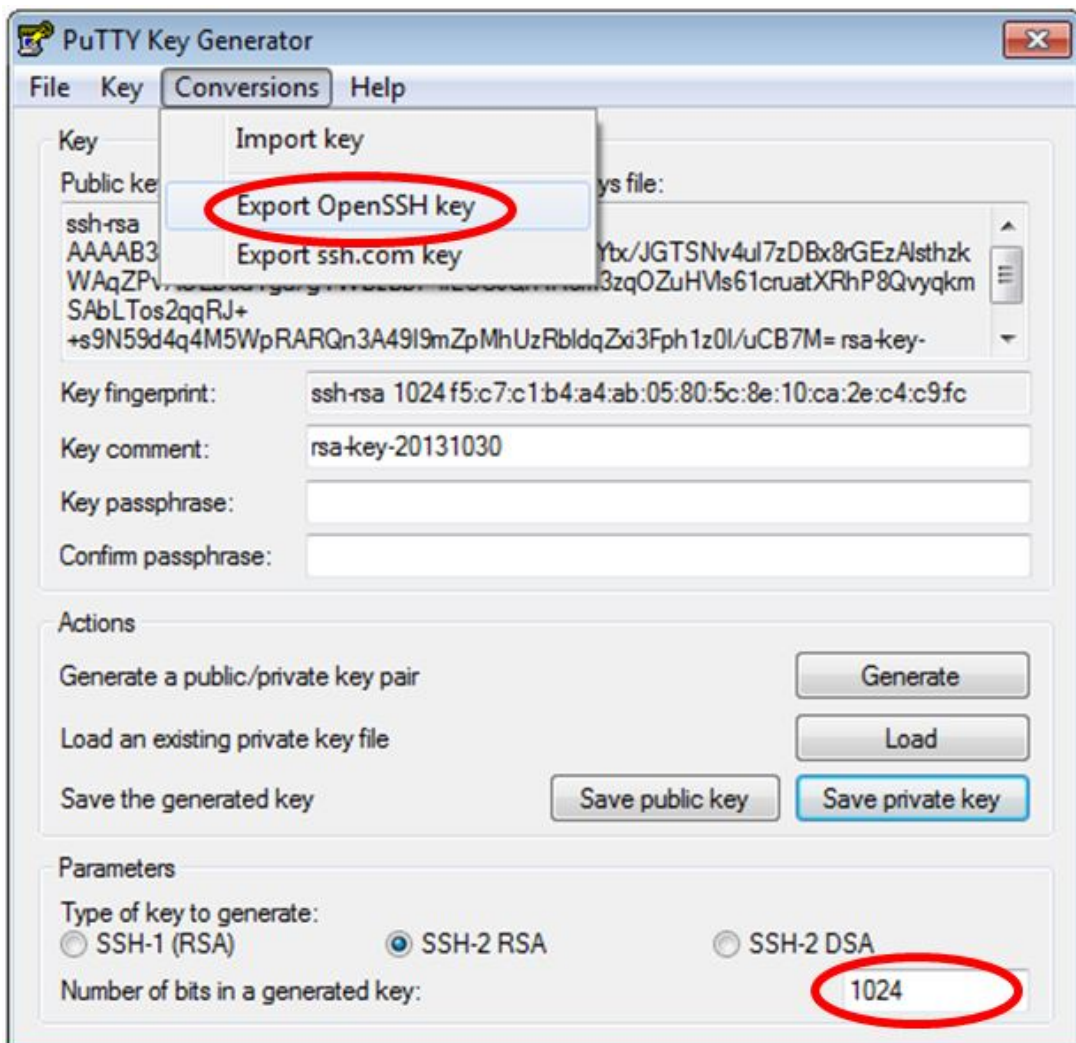 PuTTY Key Generator
File Key Conversions Help
Key
Import key
Public ke ys file:
Export OpenSSH key
ssh-rsa
Export ssh.com key
AAAAB3 Ytx/JGTSNv4ul7zDBx8rGEzAlsthzk
WAqZPv 3zqOZuHVls61cruatXRhP8Qvyqkm
SAbLTos2qqRJ+
+s9N59d4q4M5WpRARQn3A49I9mZpMhUzRbldqZxi3Fph1z0I/uCB7M= rsa-key-
Key fingerprint: ssh-rsa 1024 f5:c7:c1:b4:a4:ab:05:80:5c:8e:10:ca:2e:c4:c9:fc
Key comment: rsa-key-20131030
Key passphrase:
Confirm passphrase:
Actions
Generate a public/private key pair Generate
Load an existing private key file Load
Save the generated key Save public key Save private key
Parameters
Type of key to generate:
SSH-1 (RSA) SSH-2 RSA SSH-2 DSA
Number of bits in a generated key: 1024